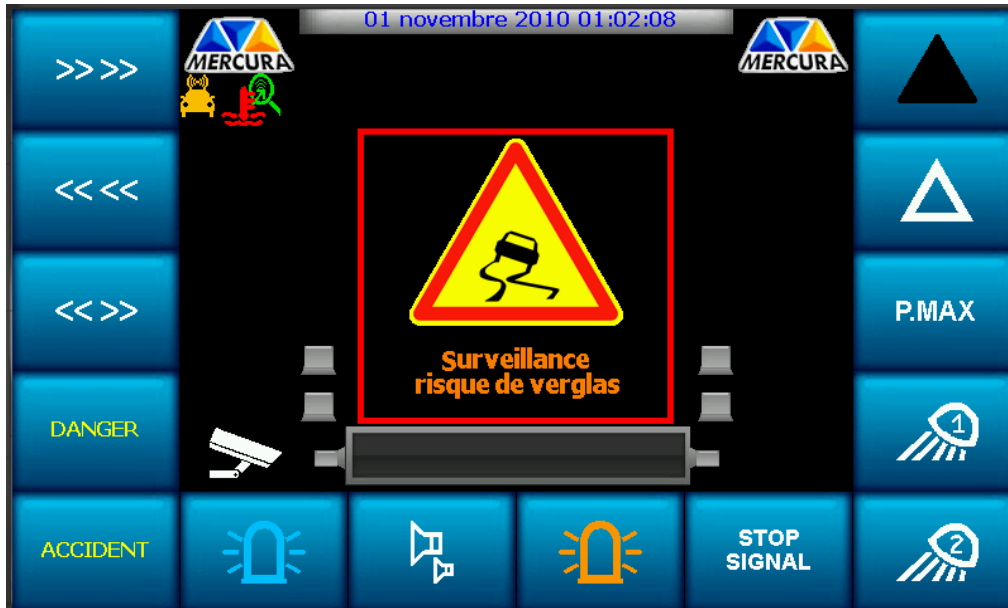 01 novembre 2010 01:02:08
>> >>
MERCURA
MERCURA
<< <<
<< >>
P.MAX
Surveillance
risque de verglas
DANGER
1
ACCIDENT
STOP
SIGNAL
2